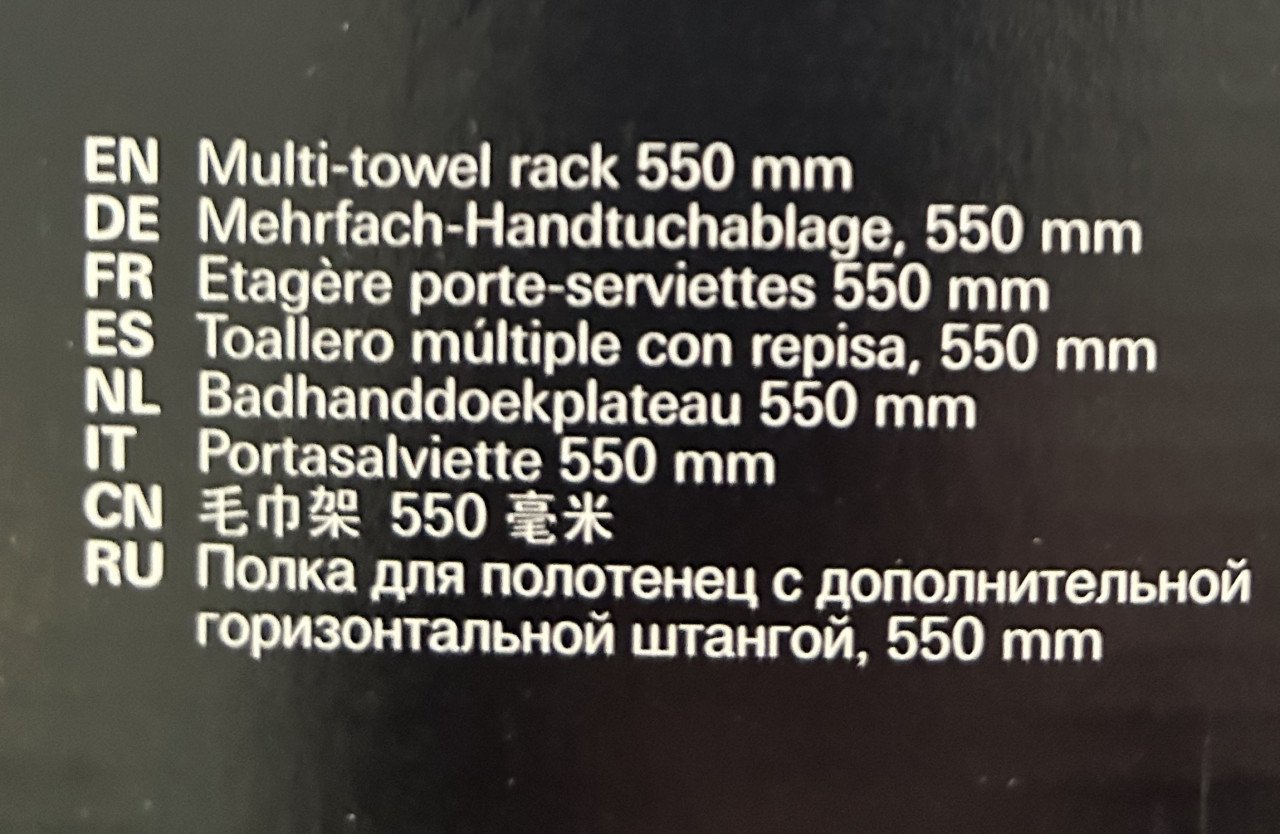 EN Multi-towel rack 550 mm
DE Mehrfach-Handtuchablage, 550 mm
FR Etagère porte-serviettes 550 mm
ES Toallero múltiple con repisa, 550 mm
NL Badhanddoekplateau 550 mm
IT Portasalviette 550 mm
CN 毛巾架 550 毫米
RU Полка для полотенец с дополнительной
горизонтальной штангой, 550 mm